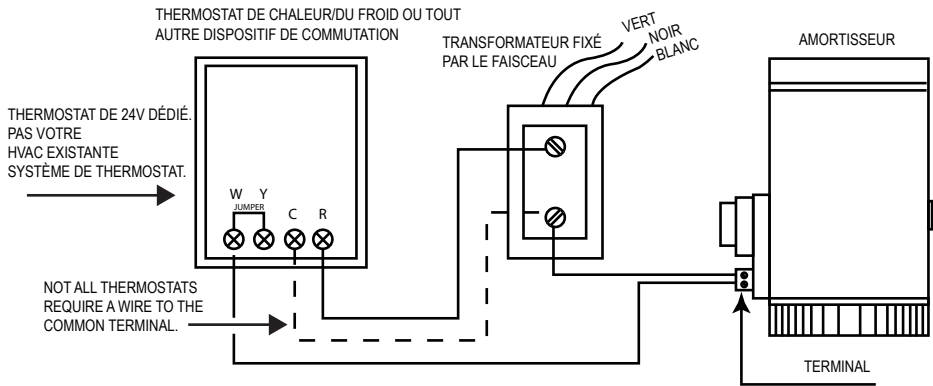 THERMOSTAT DE CHALEUR/DU FROID OU TOUT
AUTRE DISPOSITIF DE COMMUTATION
TRANSFORMATEUR FIXÉ
PAR LE FAISCEAU
VERT
NOIR
BLANC
AMORTISSEUR
THERMOSTAT DE 24V DÉDIÉ.
PAS VOTRE
HVAC EXISTANTE
SYSTÈME DE THERMOSTAT.
W Y
JUMPER
C R
NOT ALL THERMOSTATS
REQUIRE A WIRE TO THE
COMMON TERMINAL.
TERMINAL